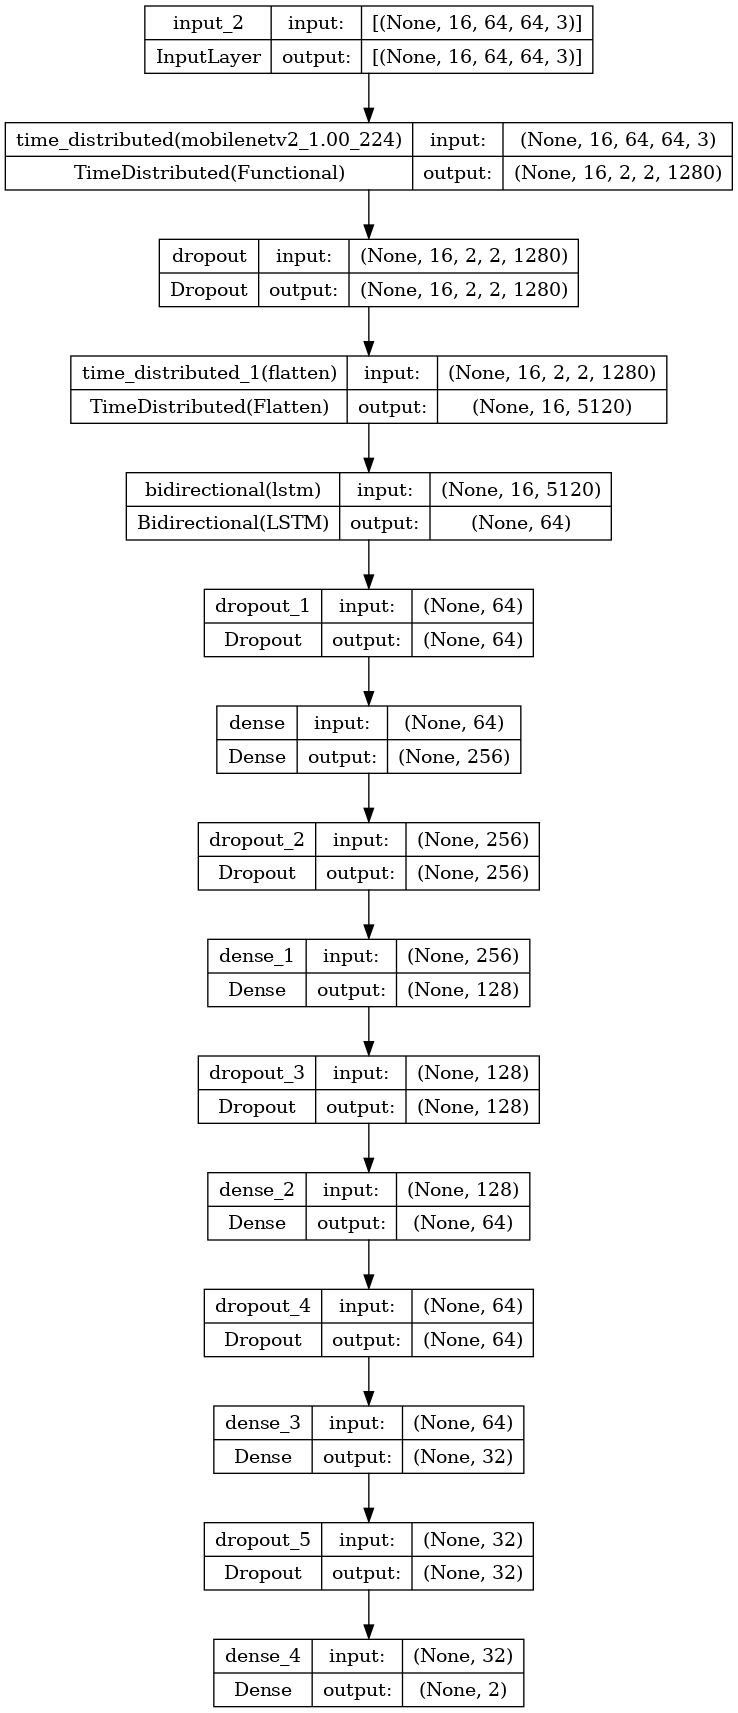 input_2 input: [(None, 16, 64, 64, 3)]
InputLayer output: [(None, 16, 64, 64, 3)]
time_distributed(mobilenetv2_1.00_224) input: (None, 16, 64, 64, 3)
TimeDistributed(Functional) output: (None, 16, 2, 2, 1280)
dropout input: (None, 16, 2, 2, 1280)
Dropout output: (None, 16, 2, 2, 1280)
time_distributed_1(flatten) input: (None, 16, 2, 2, 1280)
TimeDistributed(Flatten) output: (None, 16, 5120)
bidirectional(lstm) input: (None, 16, 5120)
Bidirectional(LSTM) output: (None, 64)
dropout_1 input: (None, 64)
Dropout output: (None, 64)
dense input: (None, 64)
Dense output: (None, 256)
dropout_2 input: (None, 256)
Dropout output: (None, 256)
dense_1 input: (None, 256)
Dense output: (None, 128)
dropout_3 input: (None, 128)
Dropout output: (None, 128)
dense_2 input: (None, 128)
Dense output: (None, 64)
dropout_4 input: (None, 64)
Dropout output: (None, 64)
dense_3 input: (None, 64)
Dense output: (None, 32)
dropout_5 input: (None, 32)
Dropout output: (None, 32)
dense_4 input: (None, 32)
Dense output: (None, 2)